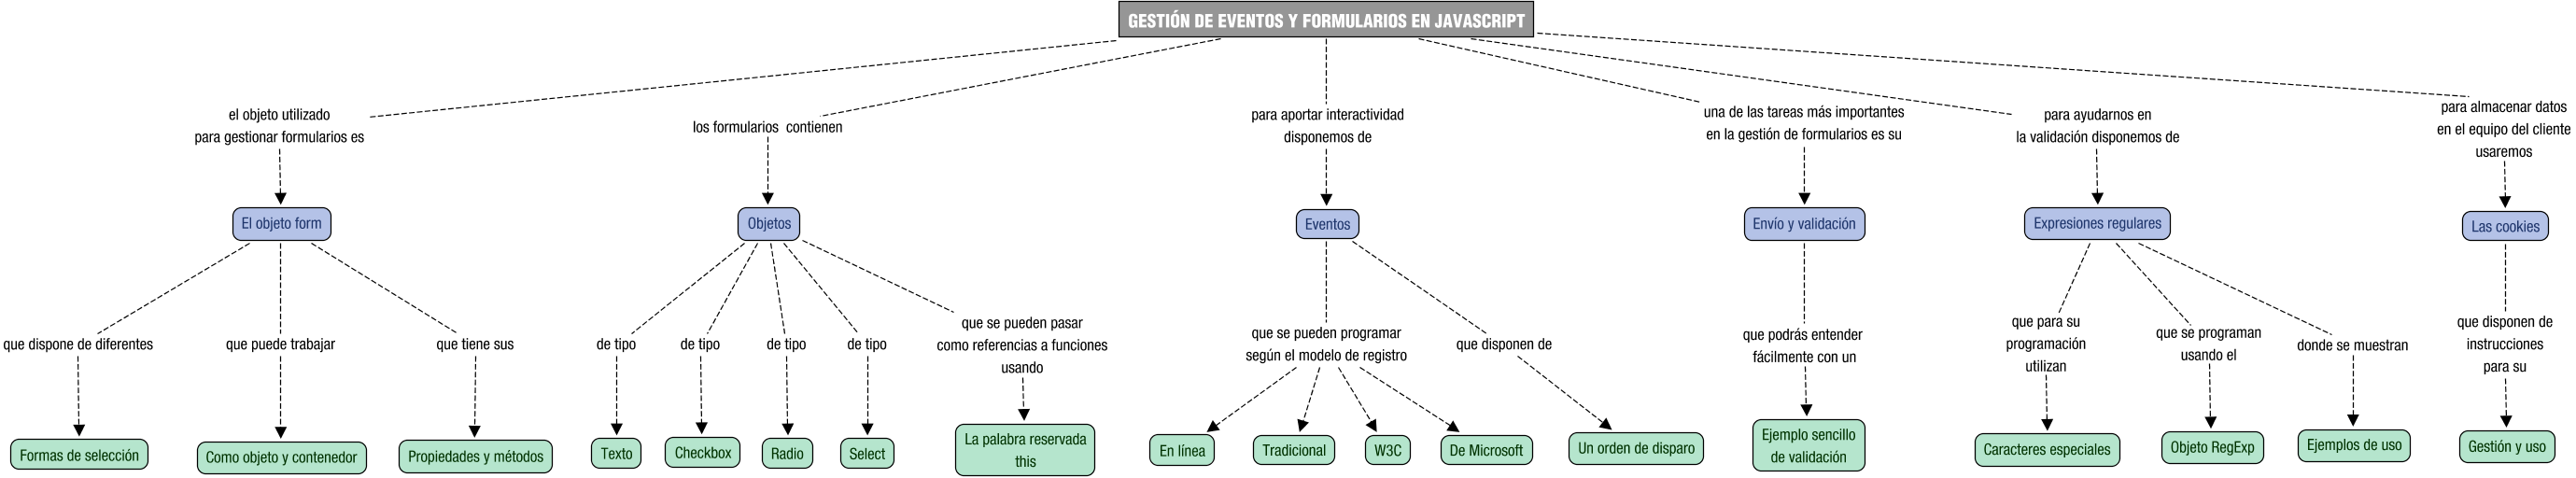 GESTIÓN DE EVENTOS Y FORMULARIOS EN JAVASCRIPT
el objeto utilizado
para gestionar formularios es
los formularios contienen
para aportar interactividad
disponemos de
una de las tareas más importantes
en la gestión de formularios es su
para ayudarnos en
la validación disponemos de
para almacenar datos
en el equipo del cliente
usaremos
El objeto form
Objetos
Eventos
Envío y validación
Expresiones regulares
Las cookies
que dispone de diferentes
que puede trabajar
que tiene sus
de tipo
de tipo
de tipo
de tipo
que se pueden pasar
como referencias a funciones
usando
que se pueden programar
según el modelo de registro
que disponen de
que podrás entender
fácilmente con un
que para su
programación
utilizan
que se programan
usando el
donde se muestran
que disponen de
instrucciones
para su
Formas de selección
Como objeto y contenedor
Propiedades y métodos
Texto
Checkbox
Radio
Select
La palabra reservada
this
En línea
Tradicional
W3C
De Microsoft
Un orden de disparo
Ejemplo sencillo
de validación
Caracteres especiales
Objeto RegExp
Ejemplos de uso
Gestión y uso